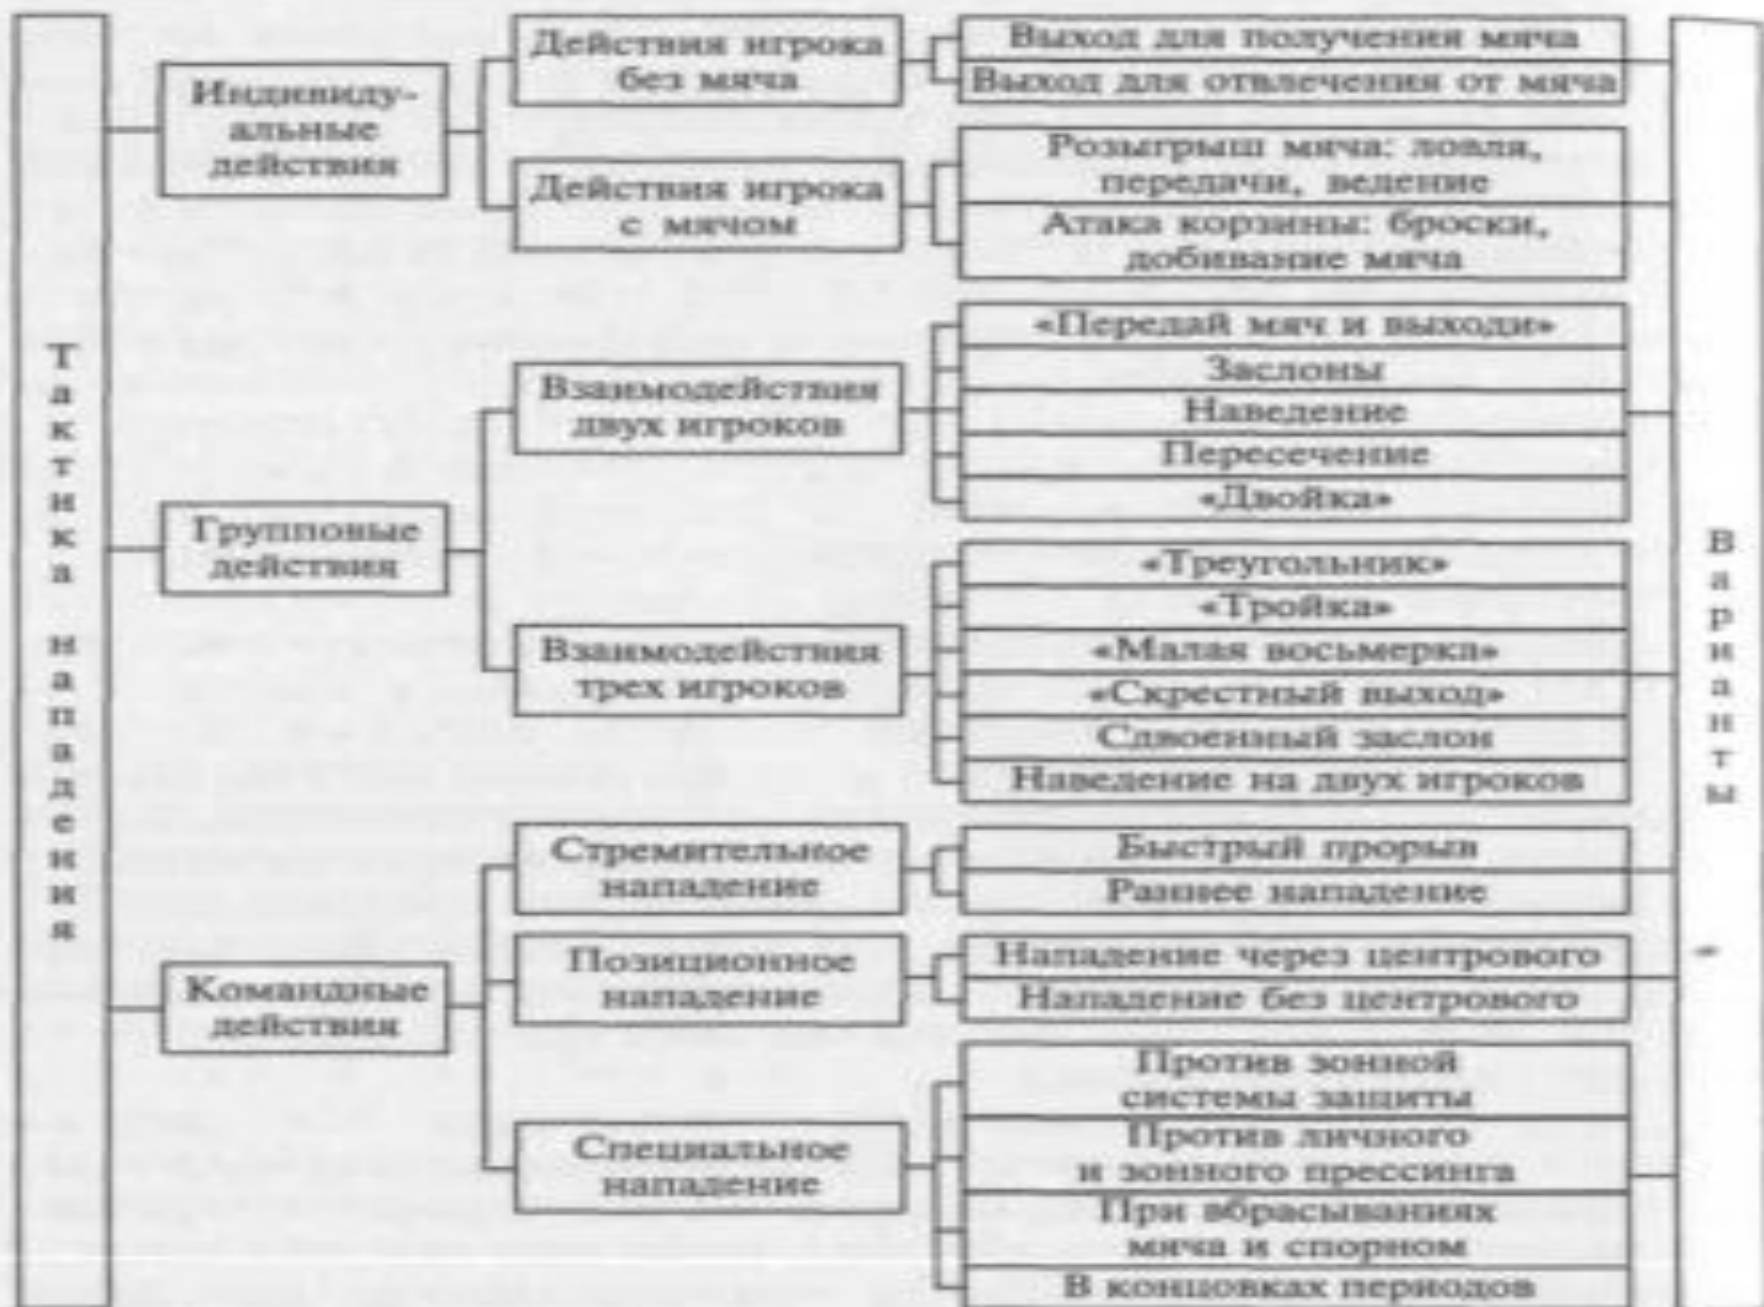 Тактика нападения
Индивиду-
альные
действия
Действия игрока
без мяча
Выход для получения мяча
Выход для отвлечения от мяча
Действия игрока
с мячом
Розыгрыш мяча: ловля,
передачи, ведение
Атака корзины: броски,
добивание мяча
Групповые
действия
Взаимодействия
двух игроков
«Передай мяч и выходи»
Заслоны
Наведение
Пересечение
«Двойка»
Взаимодействия
трех игроков
«Треугольник»
«Тройка»
«Малая восьмерка»
«Скрестный выход»
Сдвоенный заслон
Наведение на двух игроков
Командные
действия
Стремительное
нападение
Быстрый прорыв
Раннее нападение
Позиционное
нападение
Нападение через центрового
Нападение без центрового
Специальное
нападение
Против зонной
системы защиты
Против личного
и зонного прессинга
При вбрасываниях
мяча и спорном
В концовках периодов
Варианты